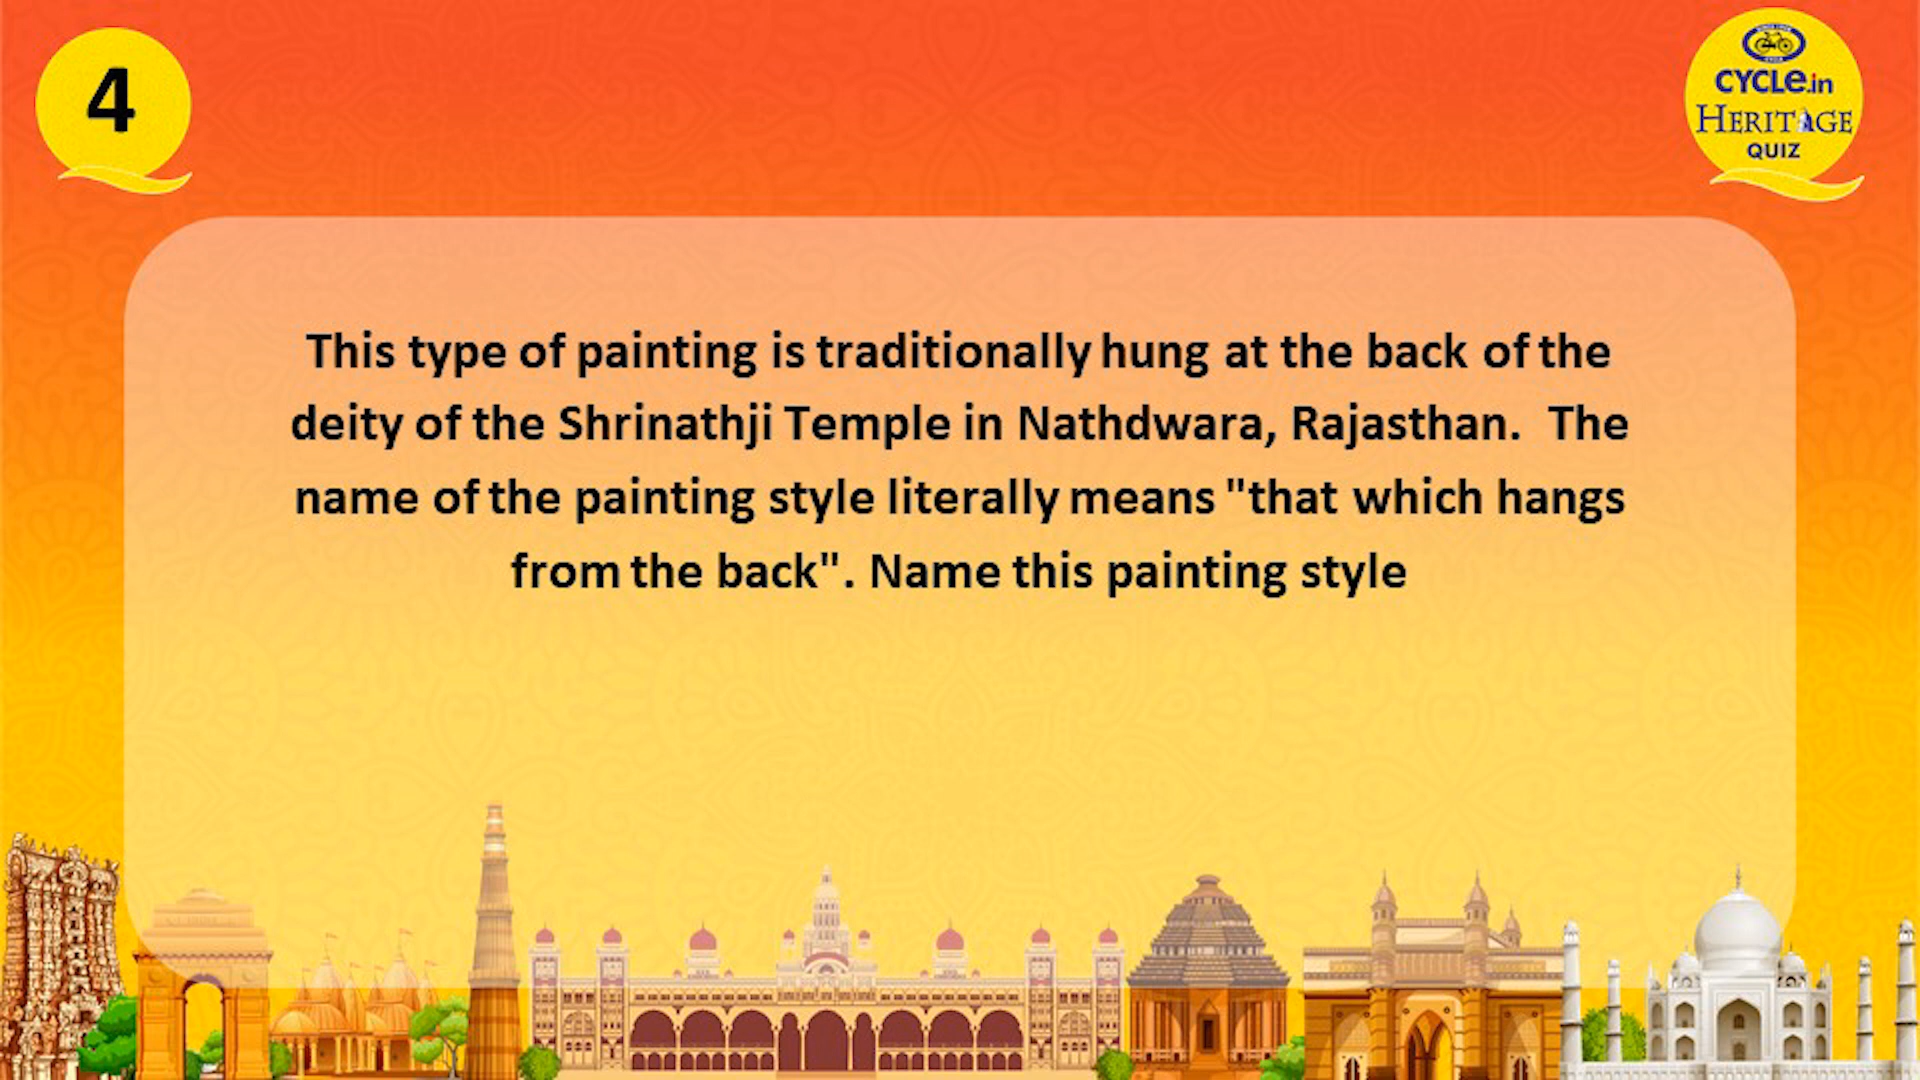 4
CYCLE.in
HERITAGE
QUIZ
This type of painting is traditionally hung at the back of the
deity of the Shrinathji Temple in Nathdwara, Rajasthan.  The
name of the painting style literally means "that which hangs
from the back". Name this painting style